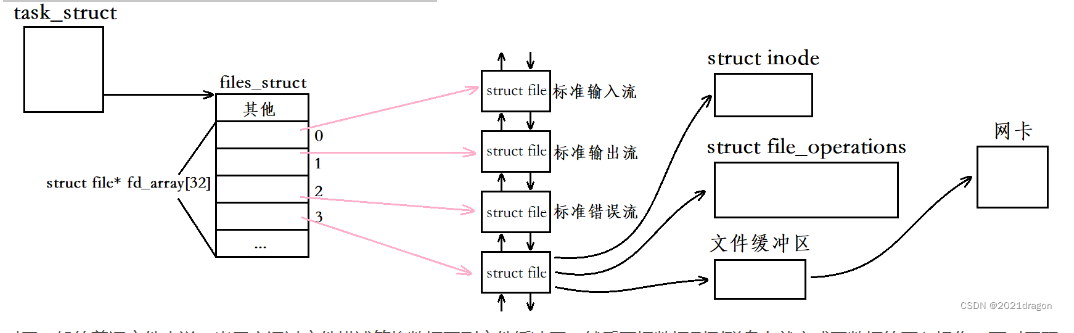 task_struct
files_struct
其他
0
1
2
3
...
struct file* fd_array[32]
struct file 标准输入流
struct file 标准输出流
struct file 标准错误流
struct file
struct inode
struct file_operations
文件缓冲区
网卡
CSDN @2021dragon